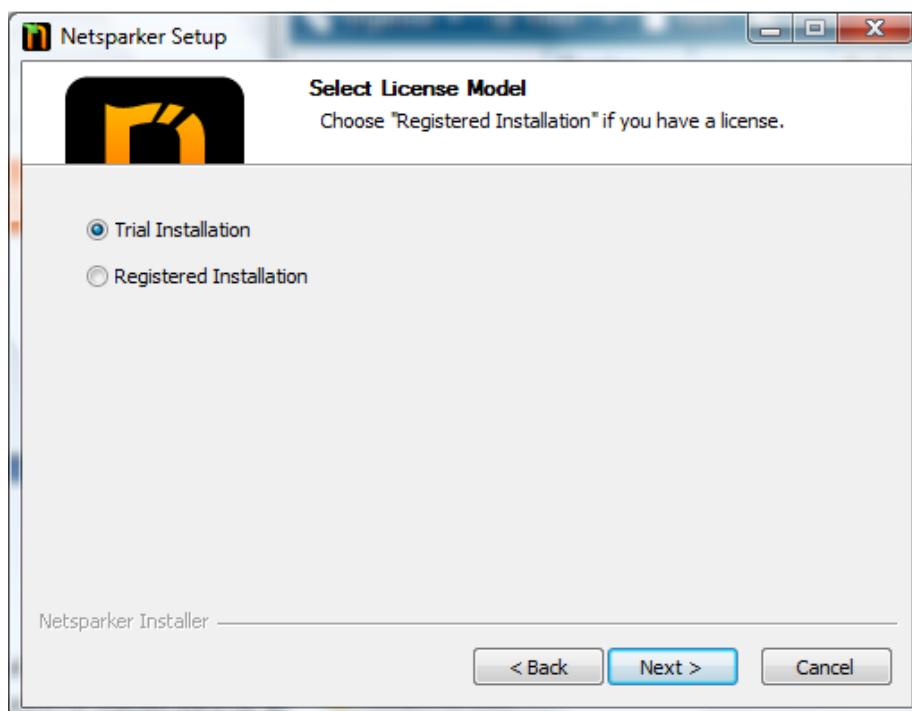 Netsparker Setup
Select License Model
Choose "Registered Installation" if you have a license.
Trial Installation
Registered Installation
Netsparker Installer
< Back
Next >
Cancel